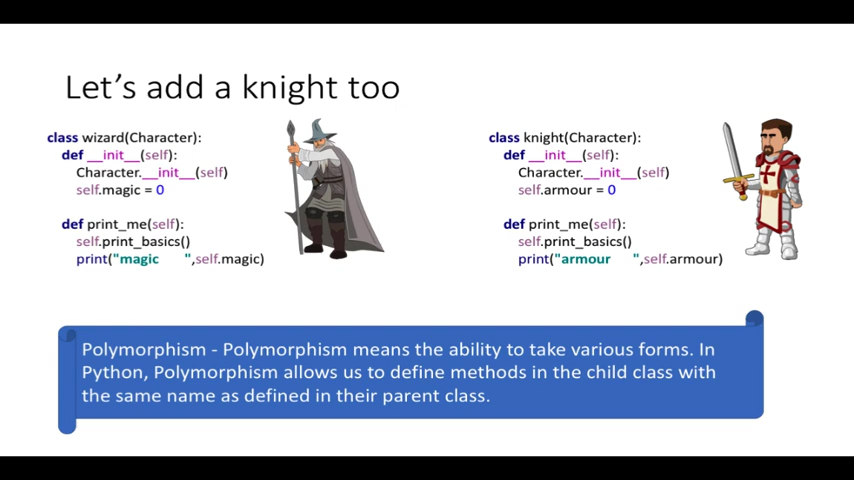 Let's add a knight too
class wizard(Character):
def __init__(self):
Character.__init__(self)
self.magic = 0
def print_me(self):
self.print_basics()
print("magic      ",self.magic)
class knight(Character):
def __init__(self):
Character.__init__(self)
self.armour = 0
def print_me(self):
self.print_basics()
print("armour      ",self.armour)
Polymorphism - Polymorphism means the ability to take various forms. In
Python, Polymorphism allows us to define methods in the child class with
the same name as defined in their parent class.